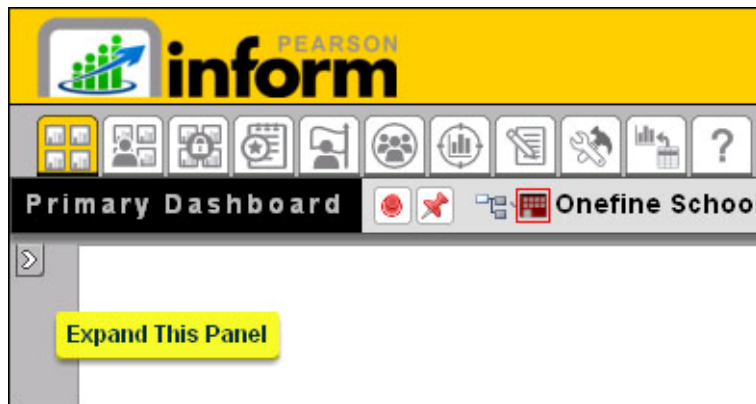 PEARSON
inform
?
Primary Dashboard
Onefine Schoo
Expand This Panel